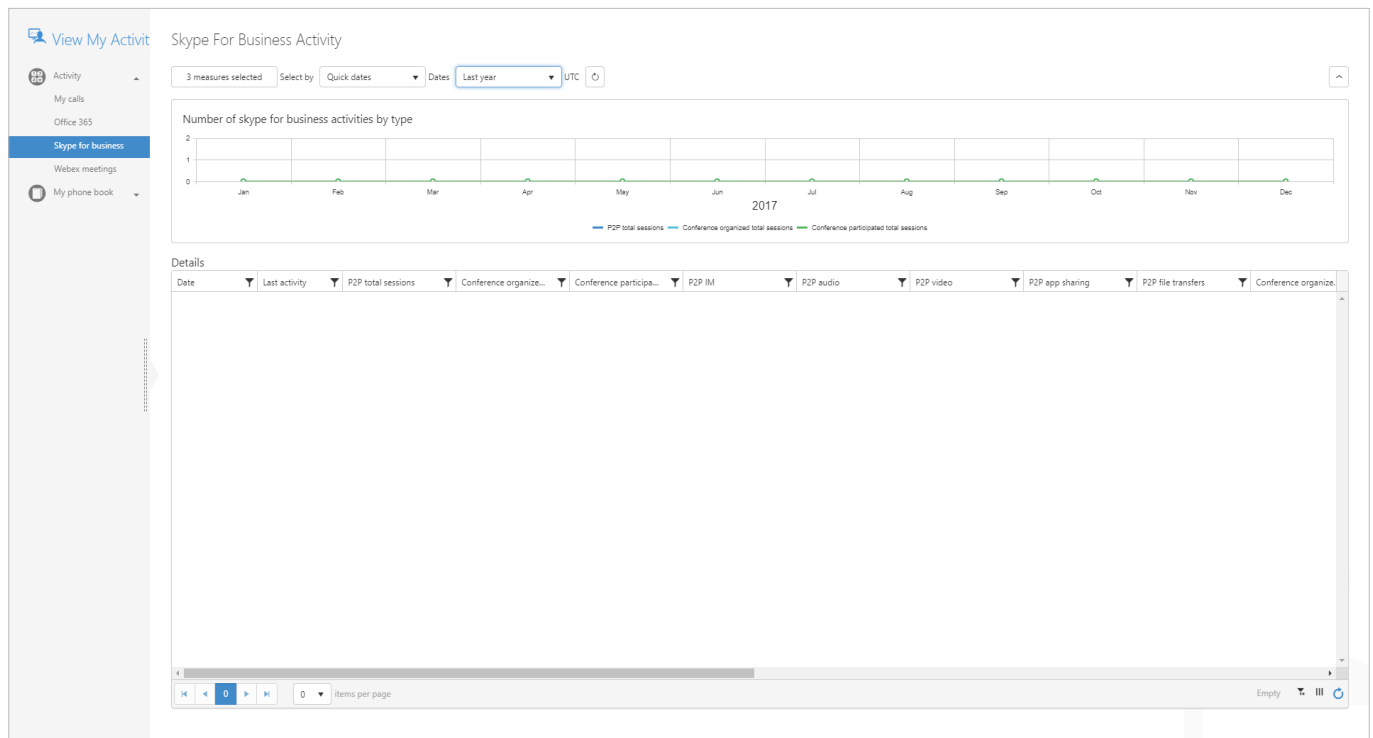 View My Activit
Activity
My calls
Office 365
Skype for business
Webex meetings
My phone book
Skype For Business Activity
3 measures selected Select by Quick dates Dates Last year UTC
Number of skype for business activities by type
2
1
0
Jan Feb Mar Apr May Jun Jul Aug Sep Oct Nov Dec
2017
P2P total sessions Conference organized total sessions Conference participated total sessions
Details
Date Last activity P2P total sessions Conference organize... Conference participa... P2P IM P2P audio P2P video P2P app sharing P2P file transfers Conference organize.
0 0 items per page Empty